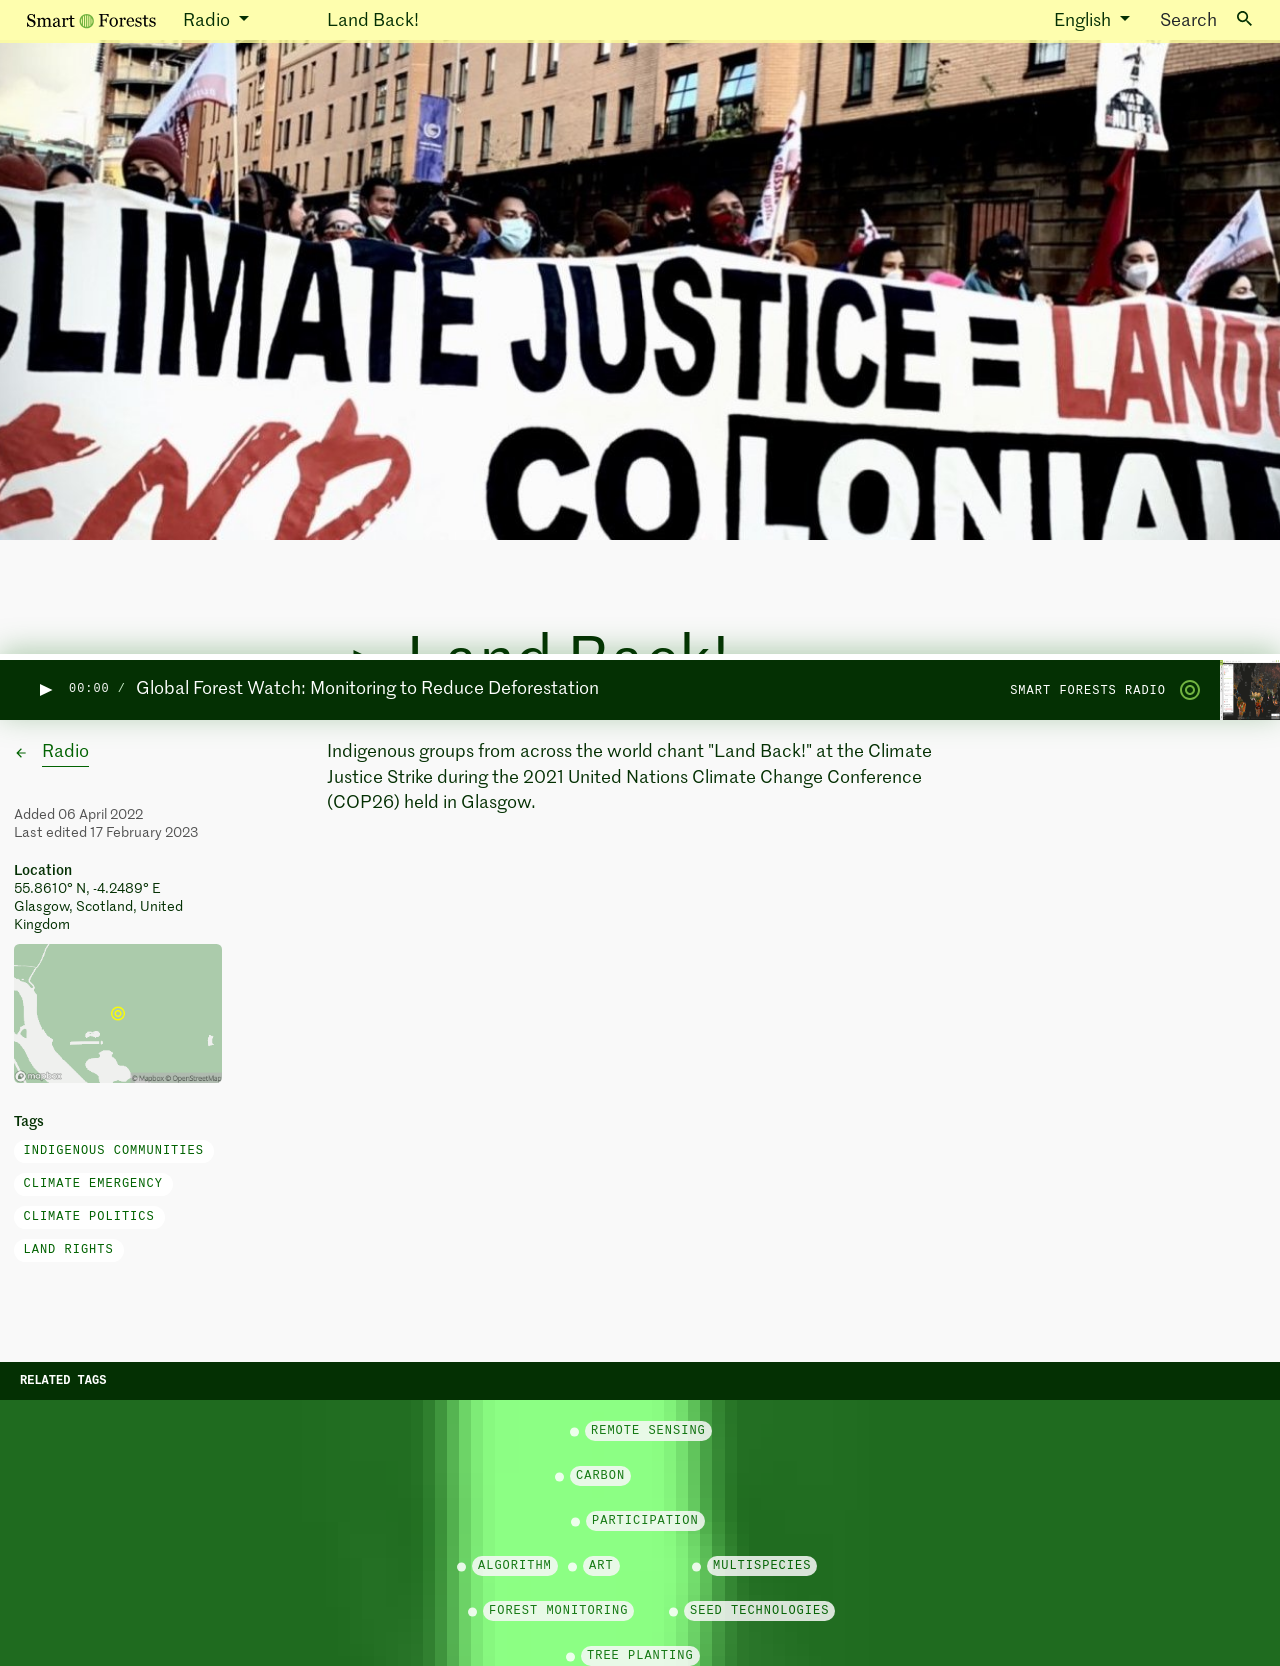 Smart Forests Radio Land Back! English Search
CLIMATE JUSTICE = LAND
END COLONIAL
Land Back!
00:00 / Global Forest Watch: Monitoring to Reduce Deforestation SMART FORESTS RADIO
Radio
Indigenous groups from across the world chant "Land Back!" at the Climate
Justice Strike during the 2021 United Nations Climate Change Conference
(COP26) held in Glasgow.
Added 06 April 2022
Last edited 17 February 2023
Location
55.8610° N, -4.2489° E
Glasgow, Scotland, United
Kingdom
mapbox © Mapbox © OpenStreetMap
Tags
INDIGENOUS COMMUNITIES
CLIMATE EMERGENCY
CLIMATE POLITICS
LAND RIGHTS
RELATED TAGS
REMOTE SENSING
CARBON
PARTICIPATION
ALGORITHM ART MULTISPECIES
FOREST MONITORING SEED TECHNOLOGIES
TREE PLANTING